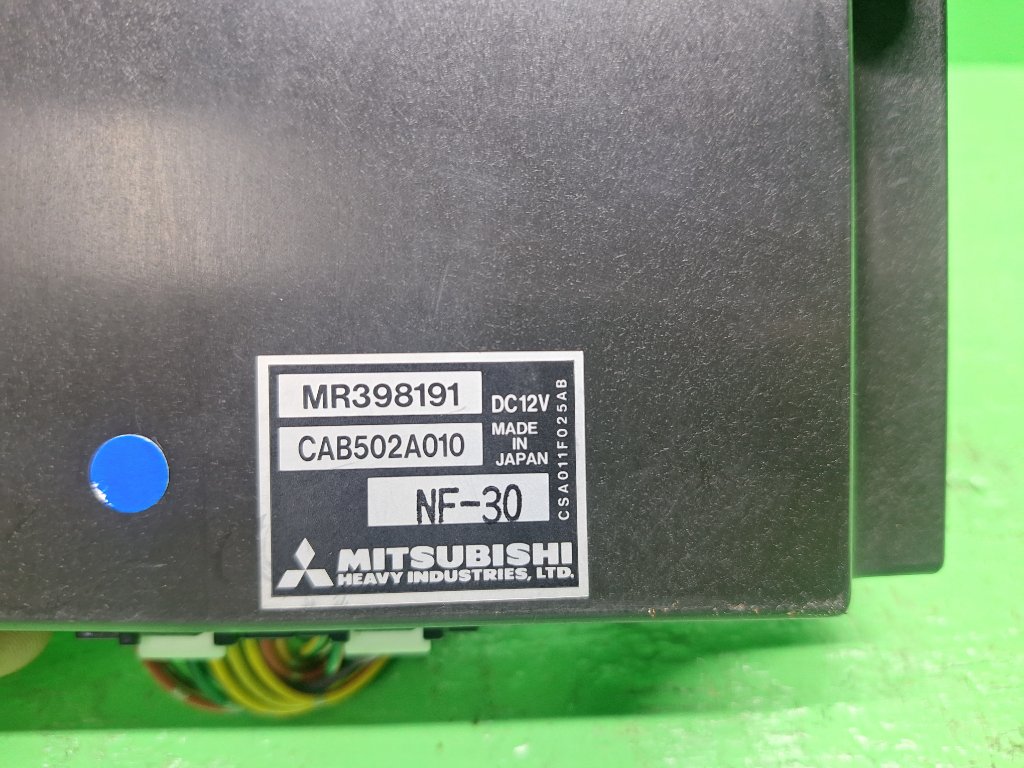 MR398191
CAB502A010
DC12V
MADE
IN
JAPAN
NF-30
CSA011F025AB
MITSUBISHI
HEAVY INDUSTRIES, LTD.